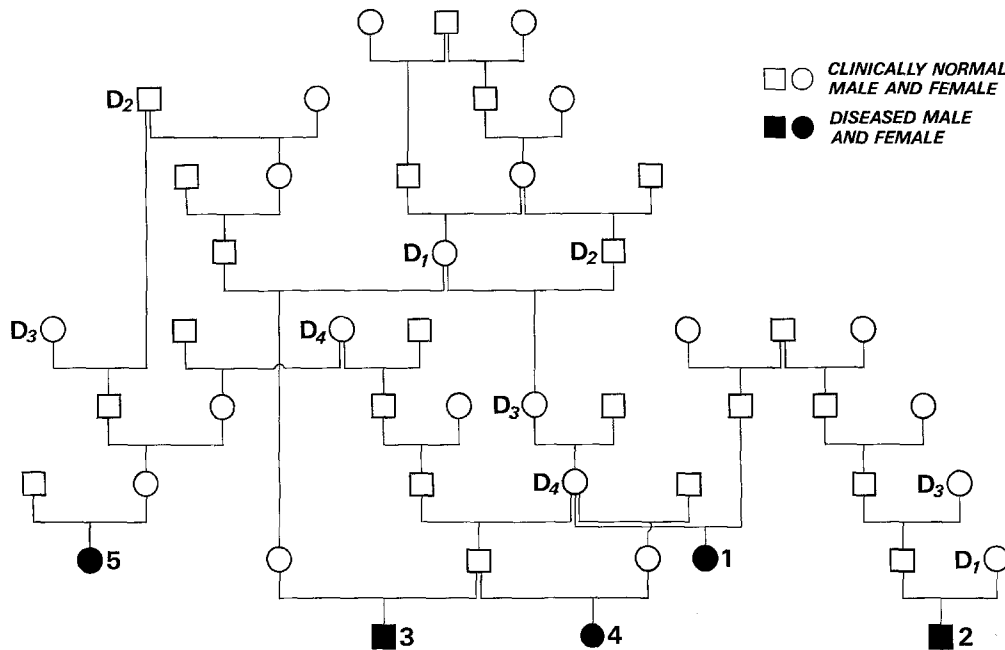 CLINICALLY NORMAL
MALE AND FEMALE
D2
DISEASED MALE
AND FEMALE
D1
D2
D3
D4
D3
D4
D3
5
1
D1
3
4
2